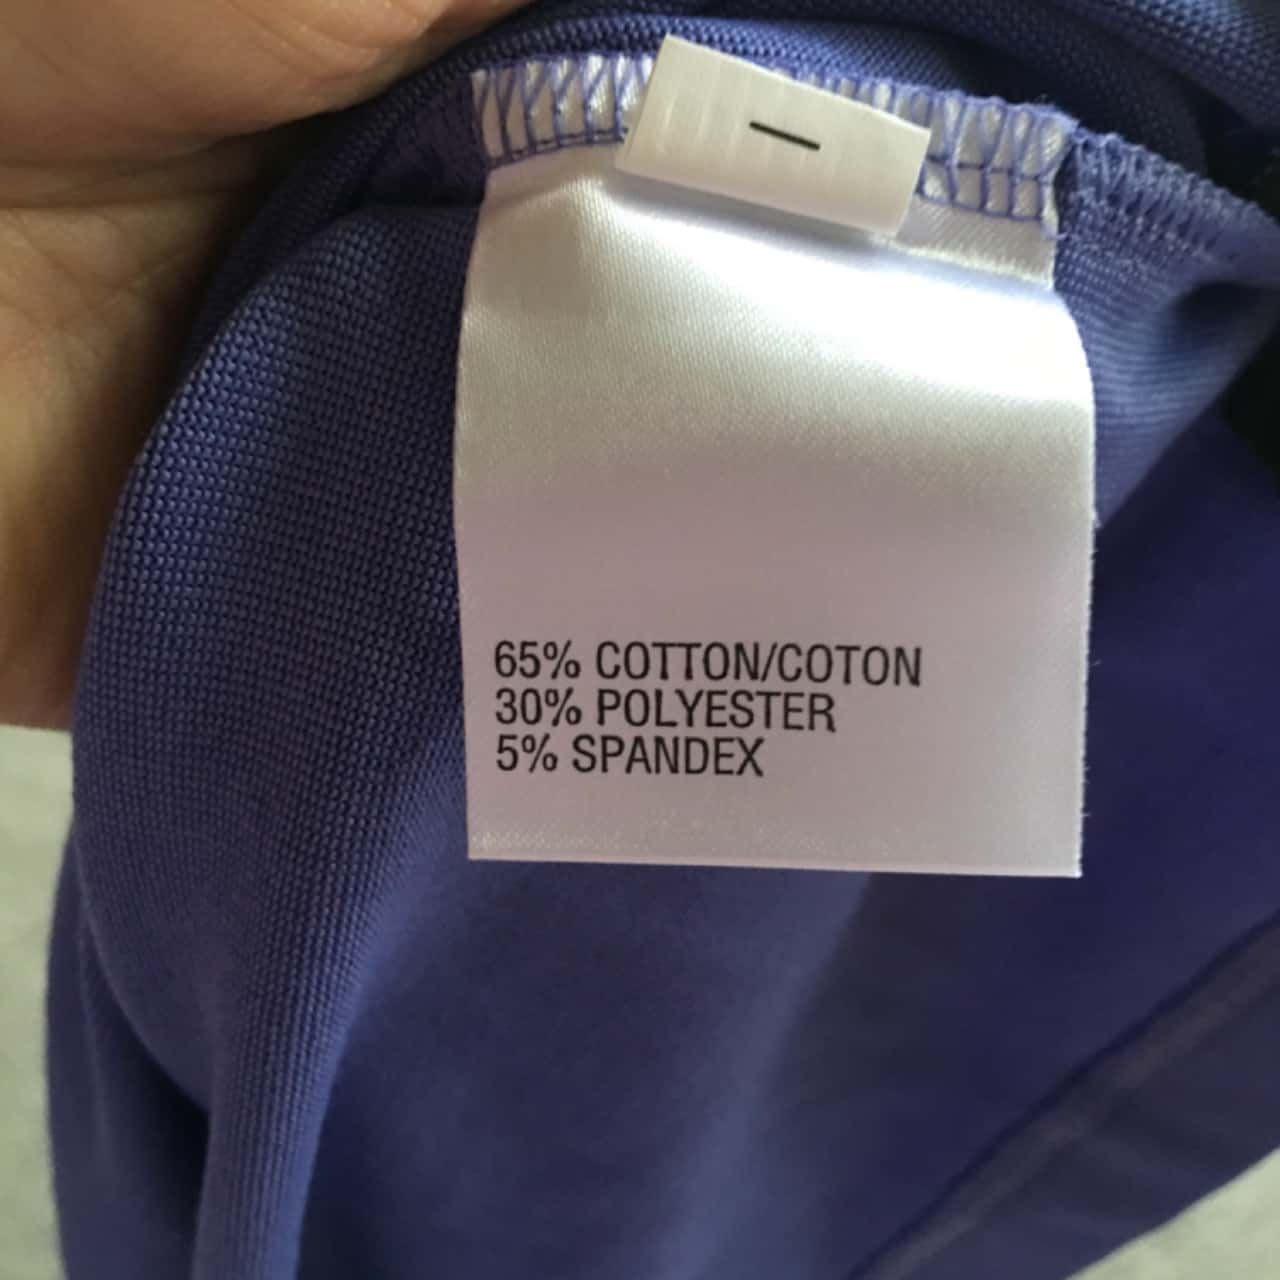 65% COTTON/COTON
30% POLYESTER
5% SPANDEX